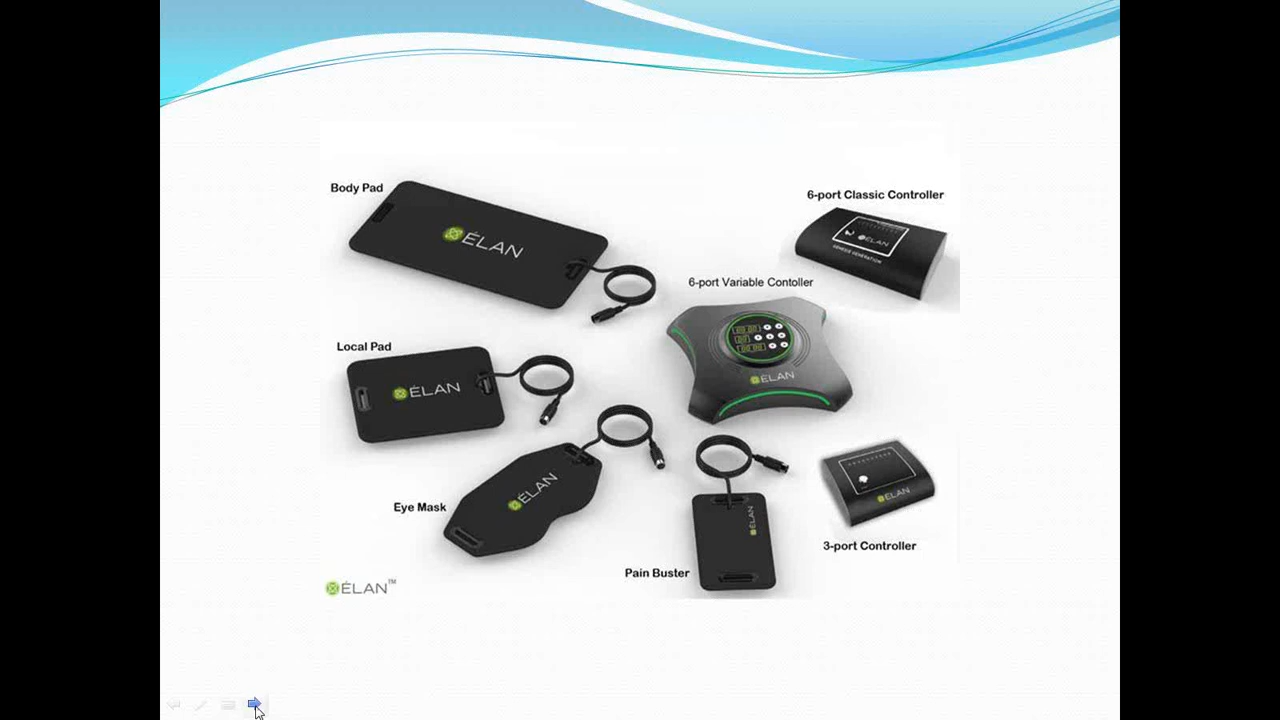 Body Pad
6-port Classic Controller
ÉLAN
ÉLAN
6-port Variable Contoller
Local Pad
ÉLAN
ÉLAN
ÉLAN
ÉLAN
ÉLAN
Eye Mask
3-port Controller
Pain Buster
ÉLAN™